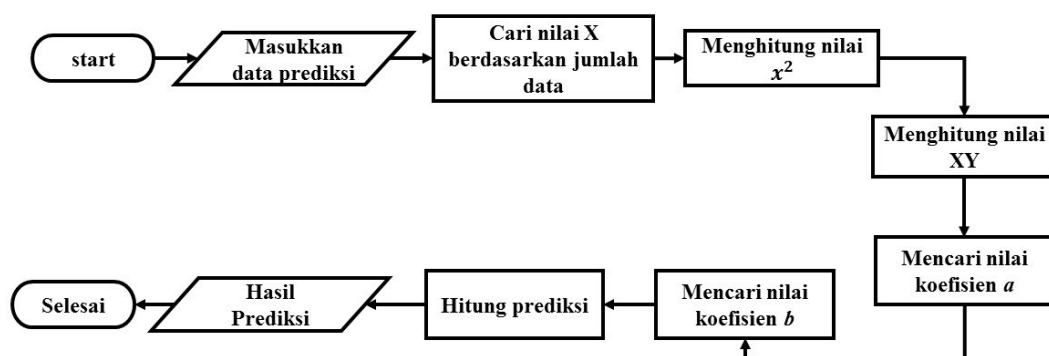 start
Masukkan
data prediksi
Cari nilai X
berdasarkan jumlah
data
Menghitung nilai
x²
Menghitung nilai
XY
Mencari nilai
koefisien a
Mencari nilai
koefisien b
Hitung prediksi
Hasil
Prediksi
Selesai